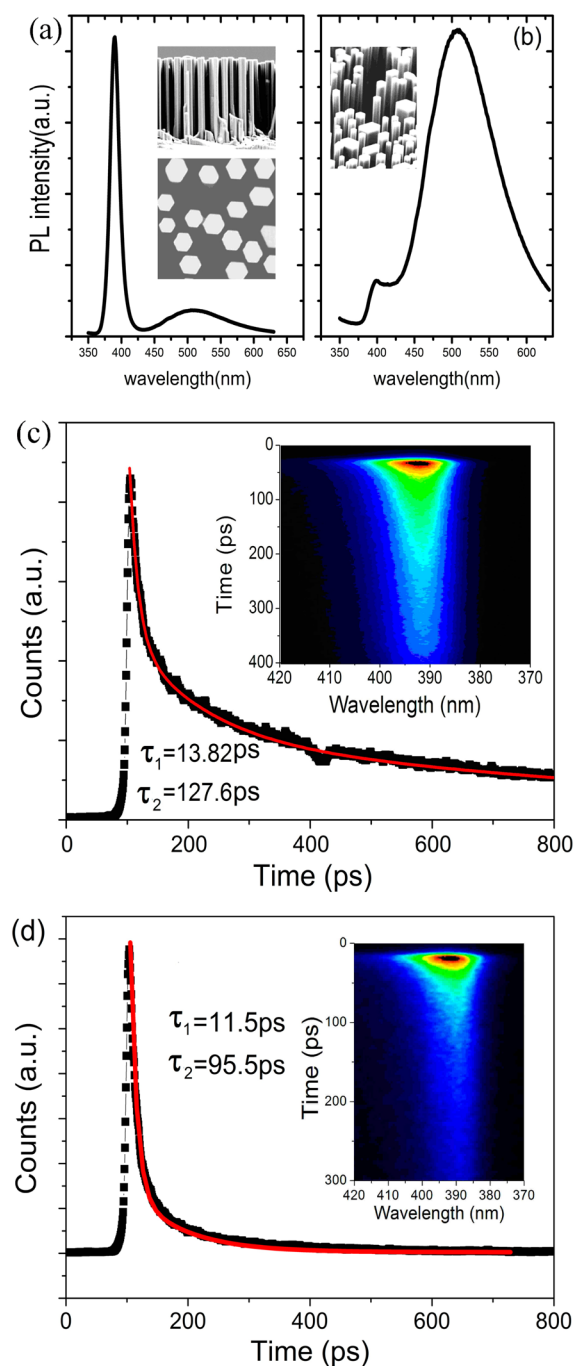 (a)
PL intensity(a.u.)
350 400 450 500 550 600 650
wavelength(nm)
(b)
350 400 450 500 550 600
wavelength(nm)
(c)
Counts (a.u.)
τ1=13.82ps
τ2=127.6ps
0 200 400 600 800
Time (ps)
0
100
200
300
400
Time (ps)
420 410 400 390 380 370
Wavelength (nm)
(d)
Counts (a.u.)
τ1=11.5ps
τ2=95.5ps
0 200 400 600 800
Time (ps)
0
100
200
300
Time (ps)
420 410 400 390 380 370
Wavelength (nm)